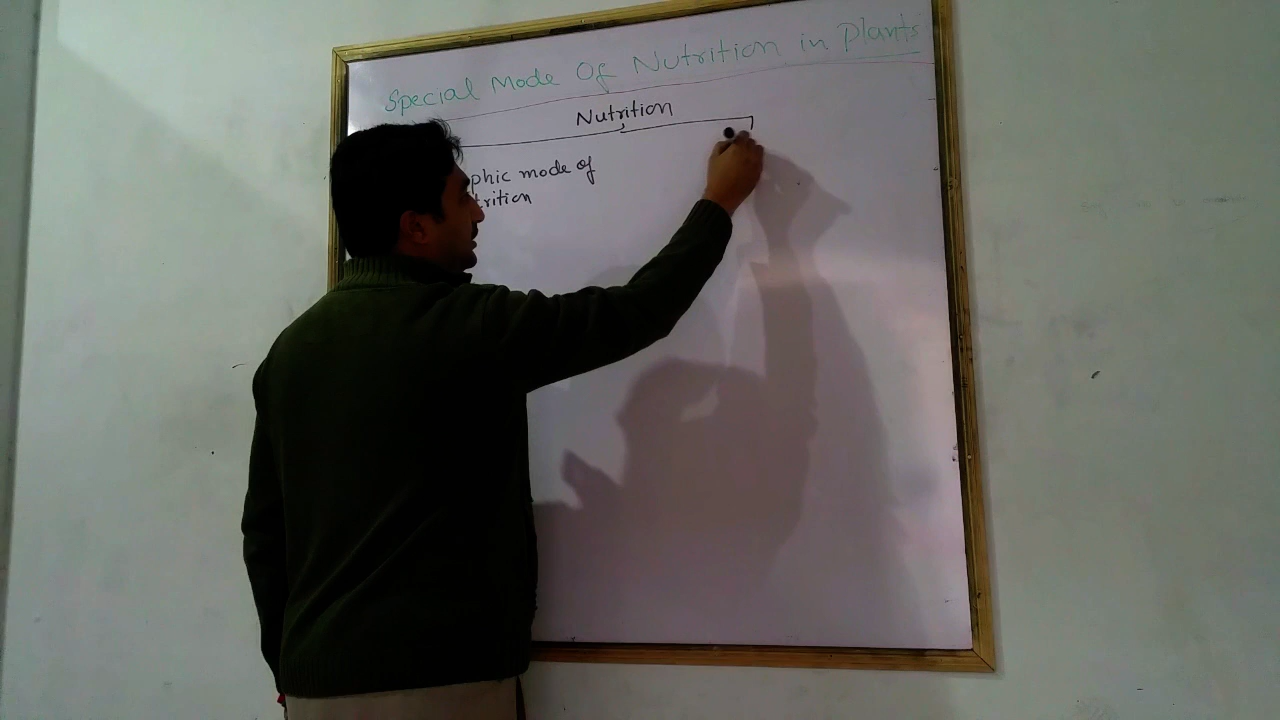 Special Mode Of Nutrition in Plants
Nutrition
phic mode of
trition